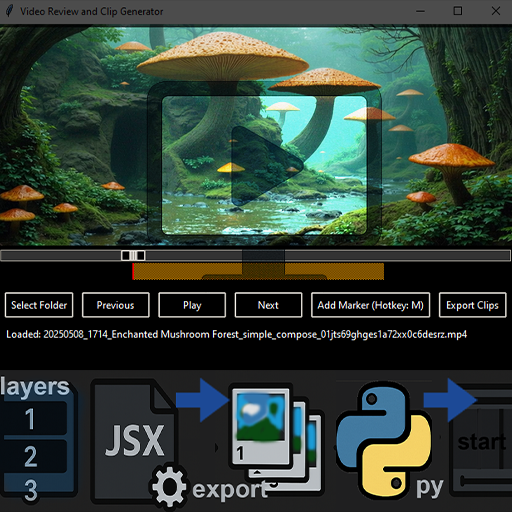 Video Review and Clip Generator
Select Folder Previous Play Next Add Marker (Hotkey: M) Export Clips
Loaded: 20250508_1714_Enchanted Mushroom Forest_simple_compose_01jts69ghges1a72xx0c6desrz.mp4
layers
1
2
3
JSX
export
1
py
start